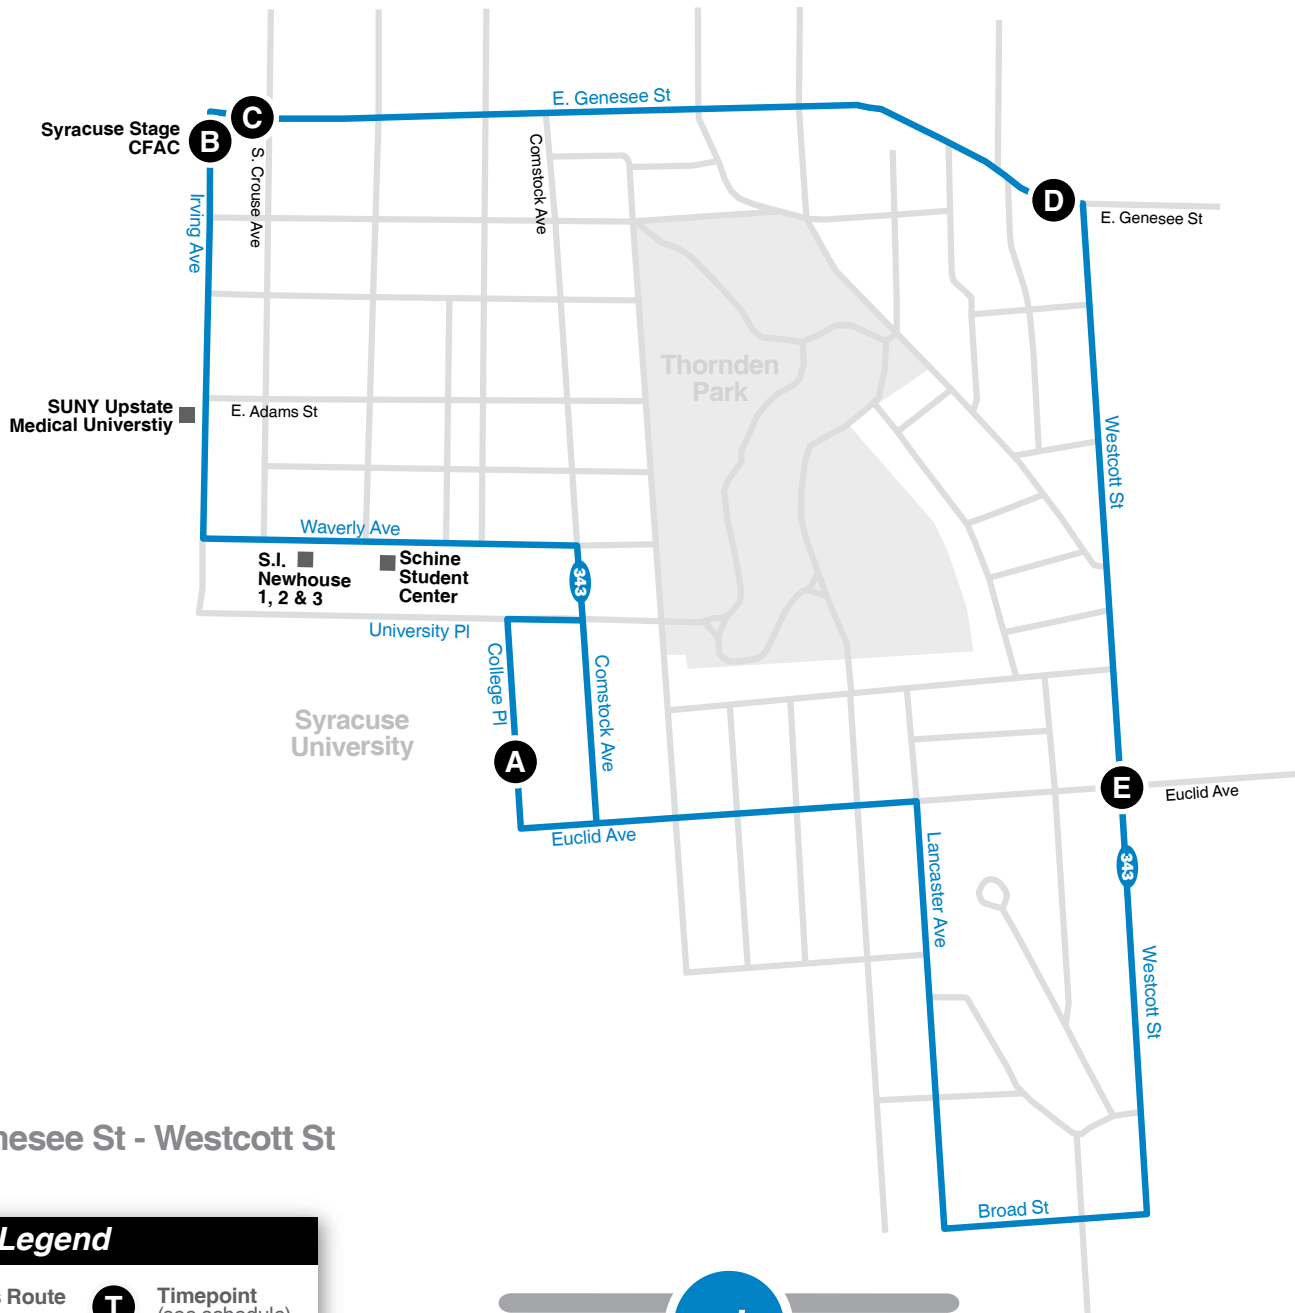 E. Genesee St
C
Syracuse Stage
CFAC
B
S. Crouse Ave
Comstock Ave
Irving Ave
D
E. Genesee St
Thornden
Park
SUNY Upstate
Medical Universtiy
E. Adams St
Westcott St
Waverly Ave
S.I.
Newhouse
1, 2 & 3
Schine
Student
Center
343
University Pl
College Pl
Comstock Ave
Syracuse
University
A
E
Euclid Ave
Euclid Ave
Lancaster Ave
343
Westcott St
nesee St - Westcott St
Broad St
Legend
Route
T
Timepoint
(see schedule)